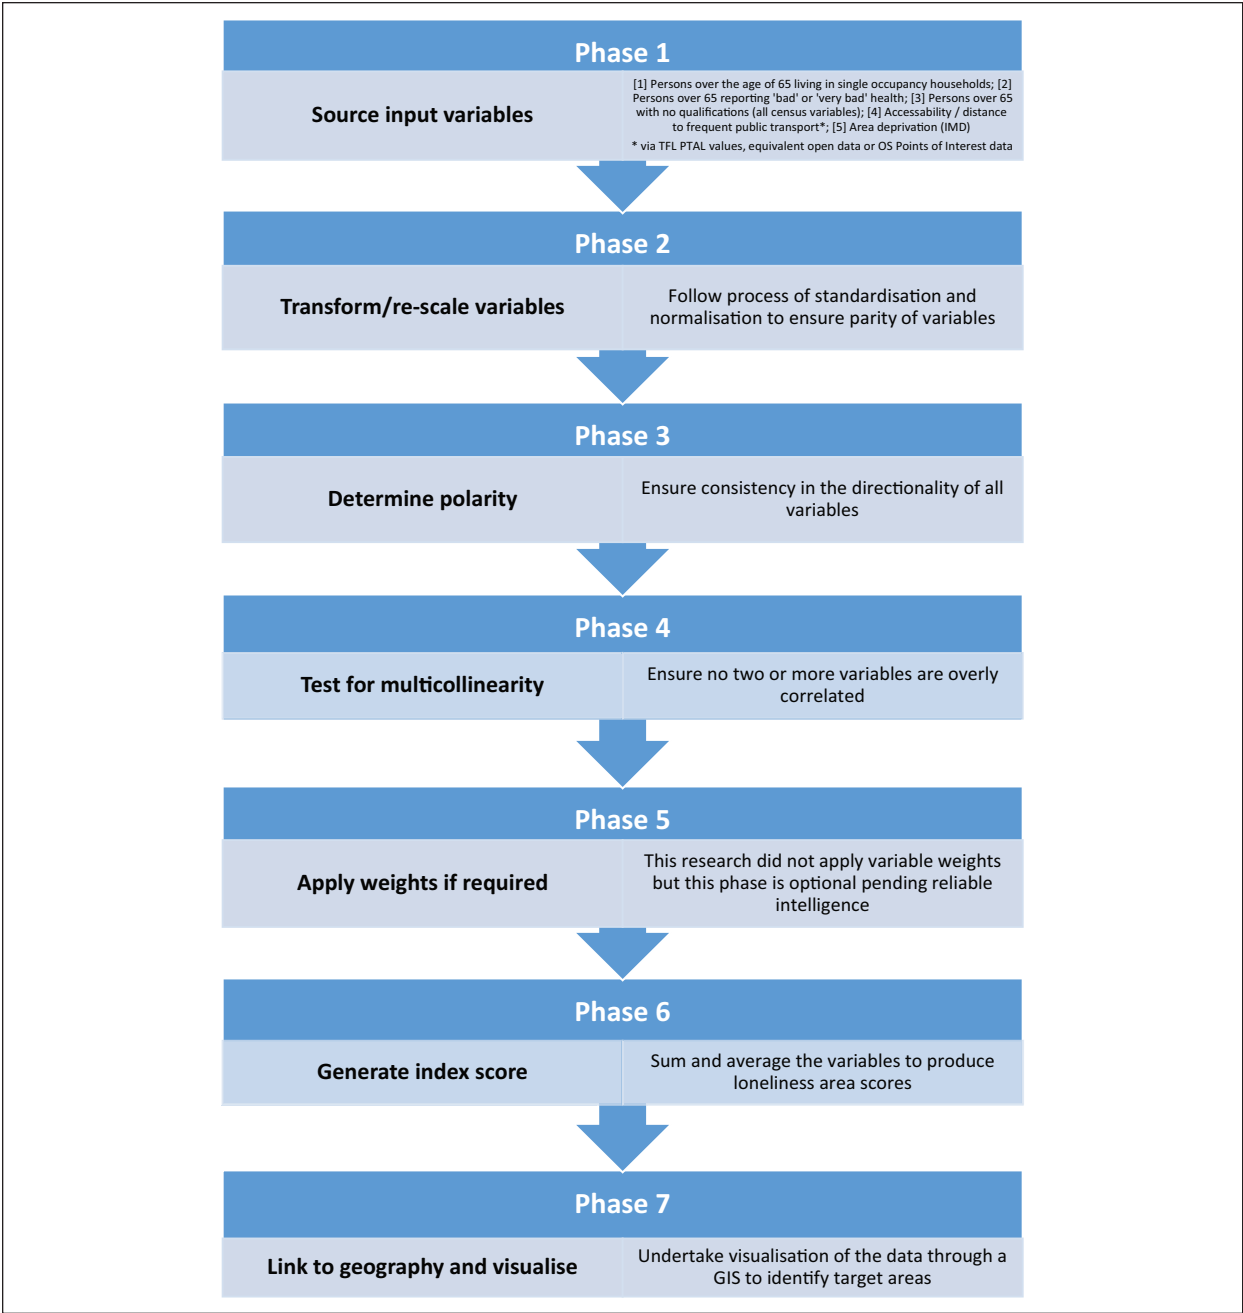 Phase 1
Source input variables
[1] Persons over the age of 65 living in single occupancy households; [2]
Persons over 65 reporting 'bad' or 'very bad' health; [3] Persons over 65
with no qualifications (all census variables); [4] Accessability / distance
to frequent public transport*; [5] Area deprivation (IMD)
* via TFL PTAL values, equivalent open data or OS Points of Interest data
Phase 2
Transform/re-scale variables
Follow process of standardisation and
normalisation to ensure parity of variables
Phase 3
Determine polarity
Ensure consistency in the directionality of all
variables
Phase 4
Test for multicollinearity
Ensure no two or more variables are overly
correlated
Phase 5
Apply weights if required
This research did not apply variable weights
but this phase is optional pending reliable
intelligence
Phase 6
Generate index score
Sum and average the variables to produce
loneliness area scores
Phase 7
Link to geography and visualise
Undertake visualisation of the data through a
GIS to identify target areas